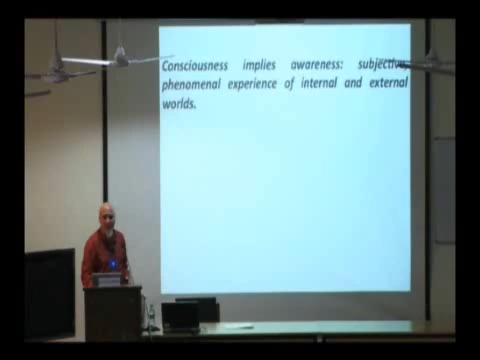 Consciousness implies awareness: subjective,
phenomenal experience of internal and external
worlds.